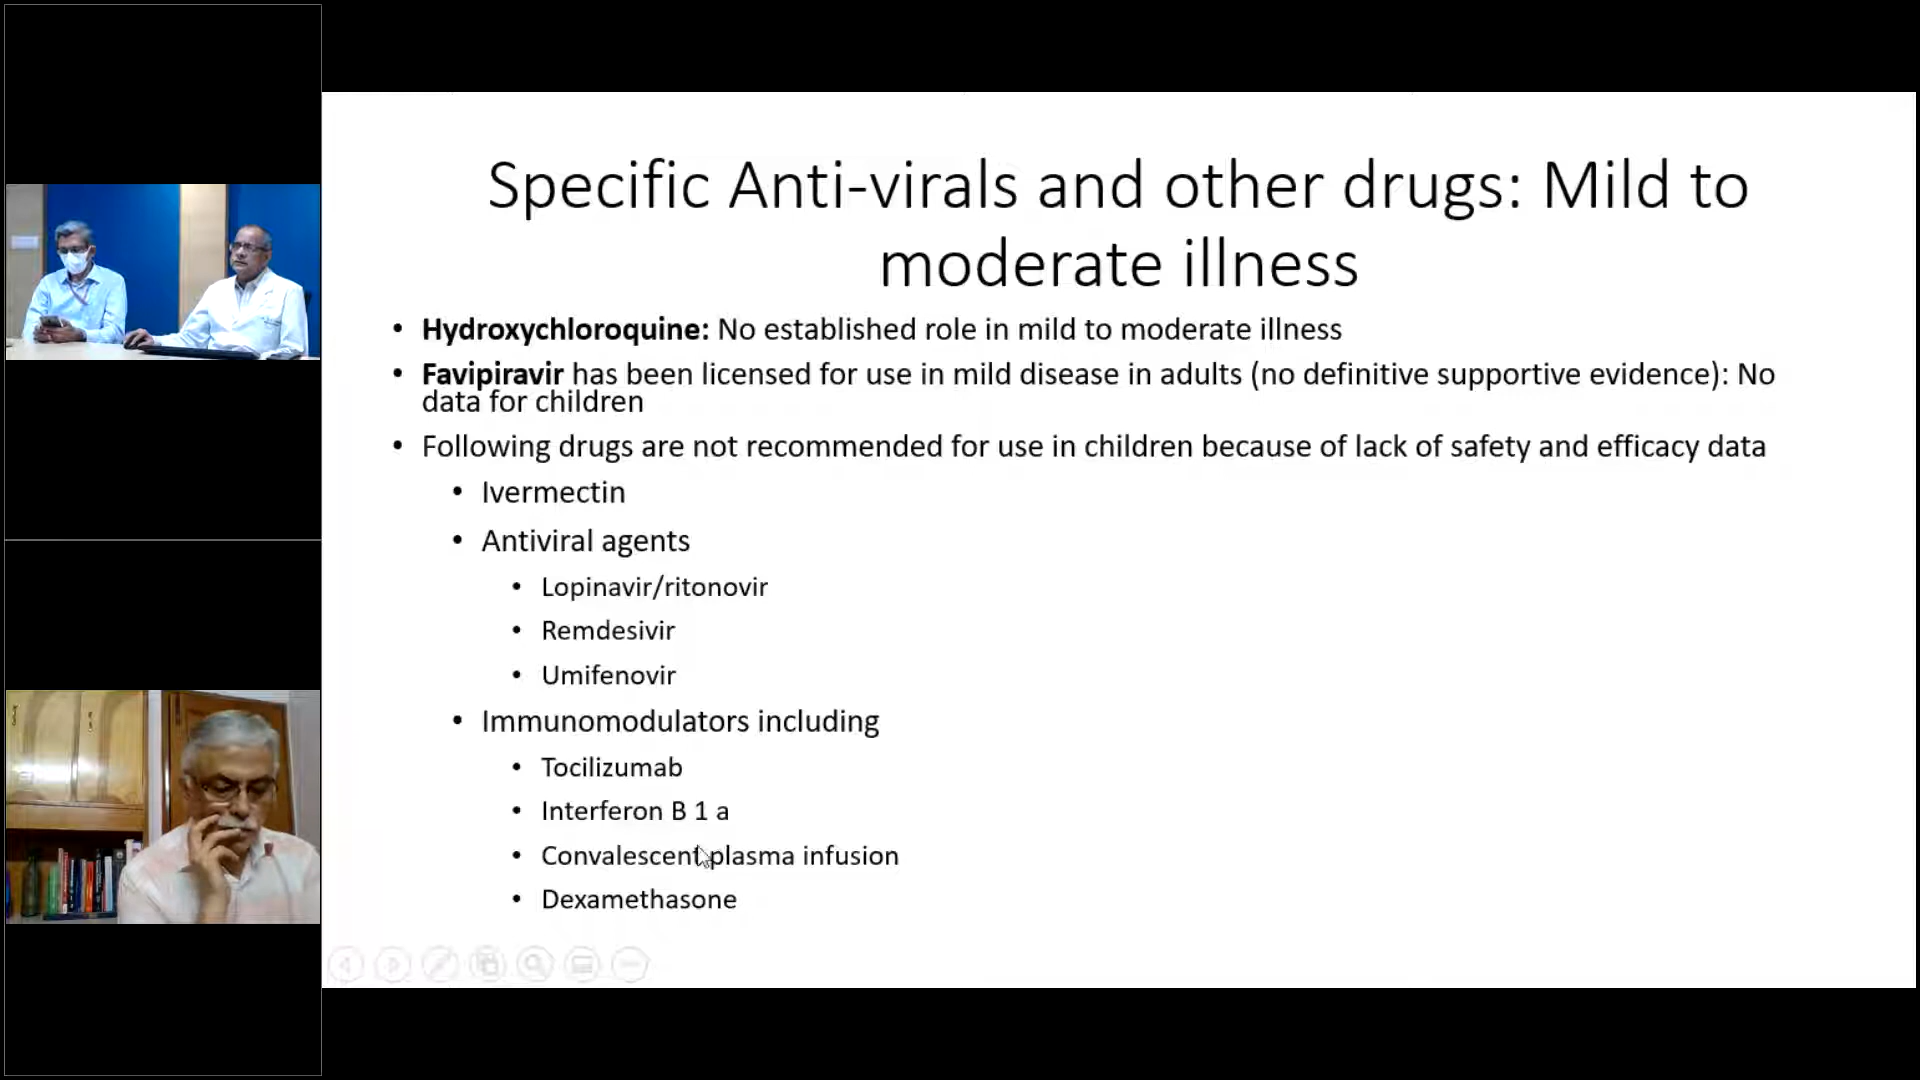 Specific Anti-virals and other drugs: Mild to
moderate illness
• Hydroxychloroquine: No established role in mild to moderate illness
• Favipiravir has been licensed for use in mild disease in adults (no definitive supportive evidence): No
data for children
• Following drugs are not recommended for use in children because of lack of safety and efficacy data
• Ivermectin
• Antiviral agents
• Lopinavir/ritonovir
• Remdesivir
• Umifenovir
• Immunomodulators including
• Tocilizumab
• Interferon B 1 a
• Convalescent plasma infusion
• Dexamethasone